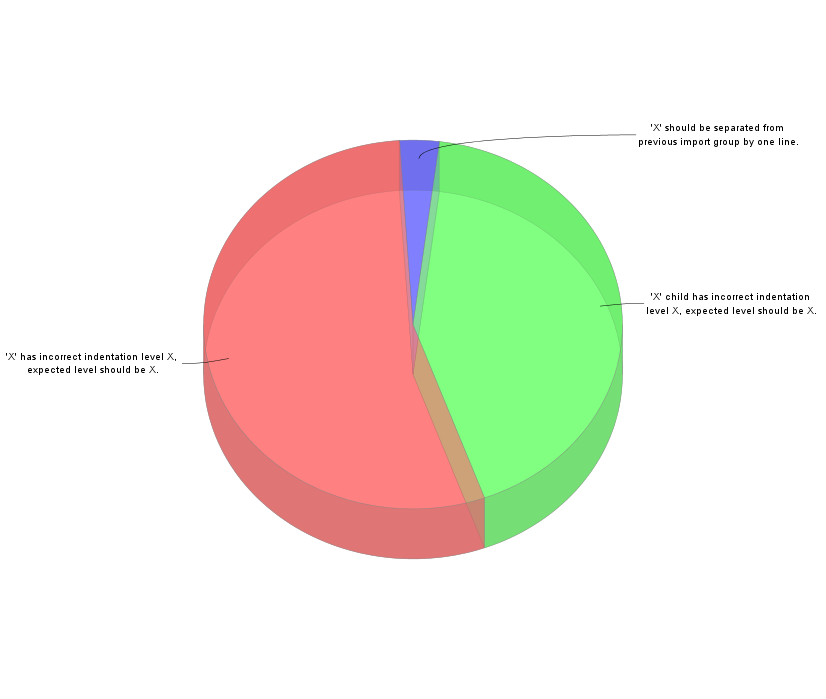 'X' should be separated from
previous import group by one line.
'X' child has incorrect indentation
level X, expected level should be X.
'X' has incorrect indentation level X,
expected level should be X.